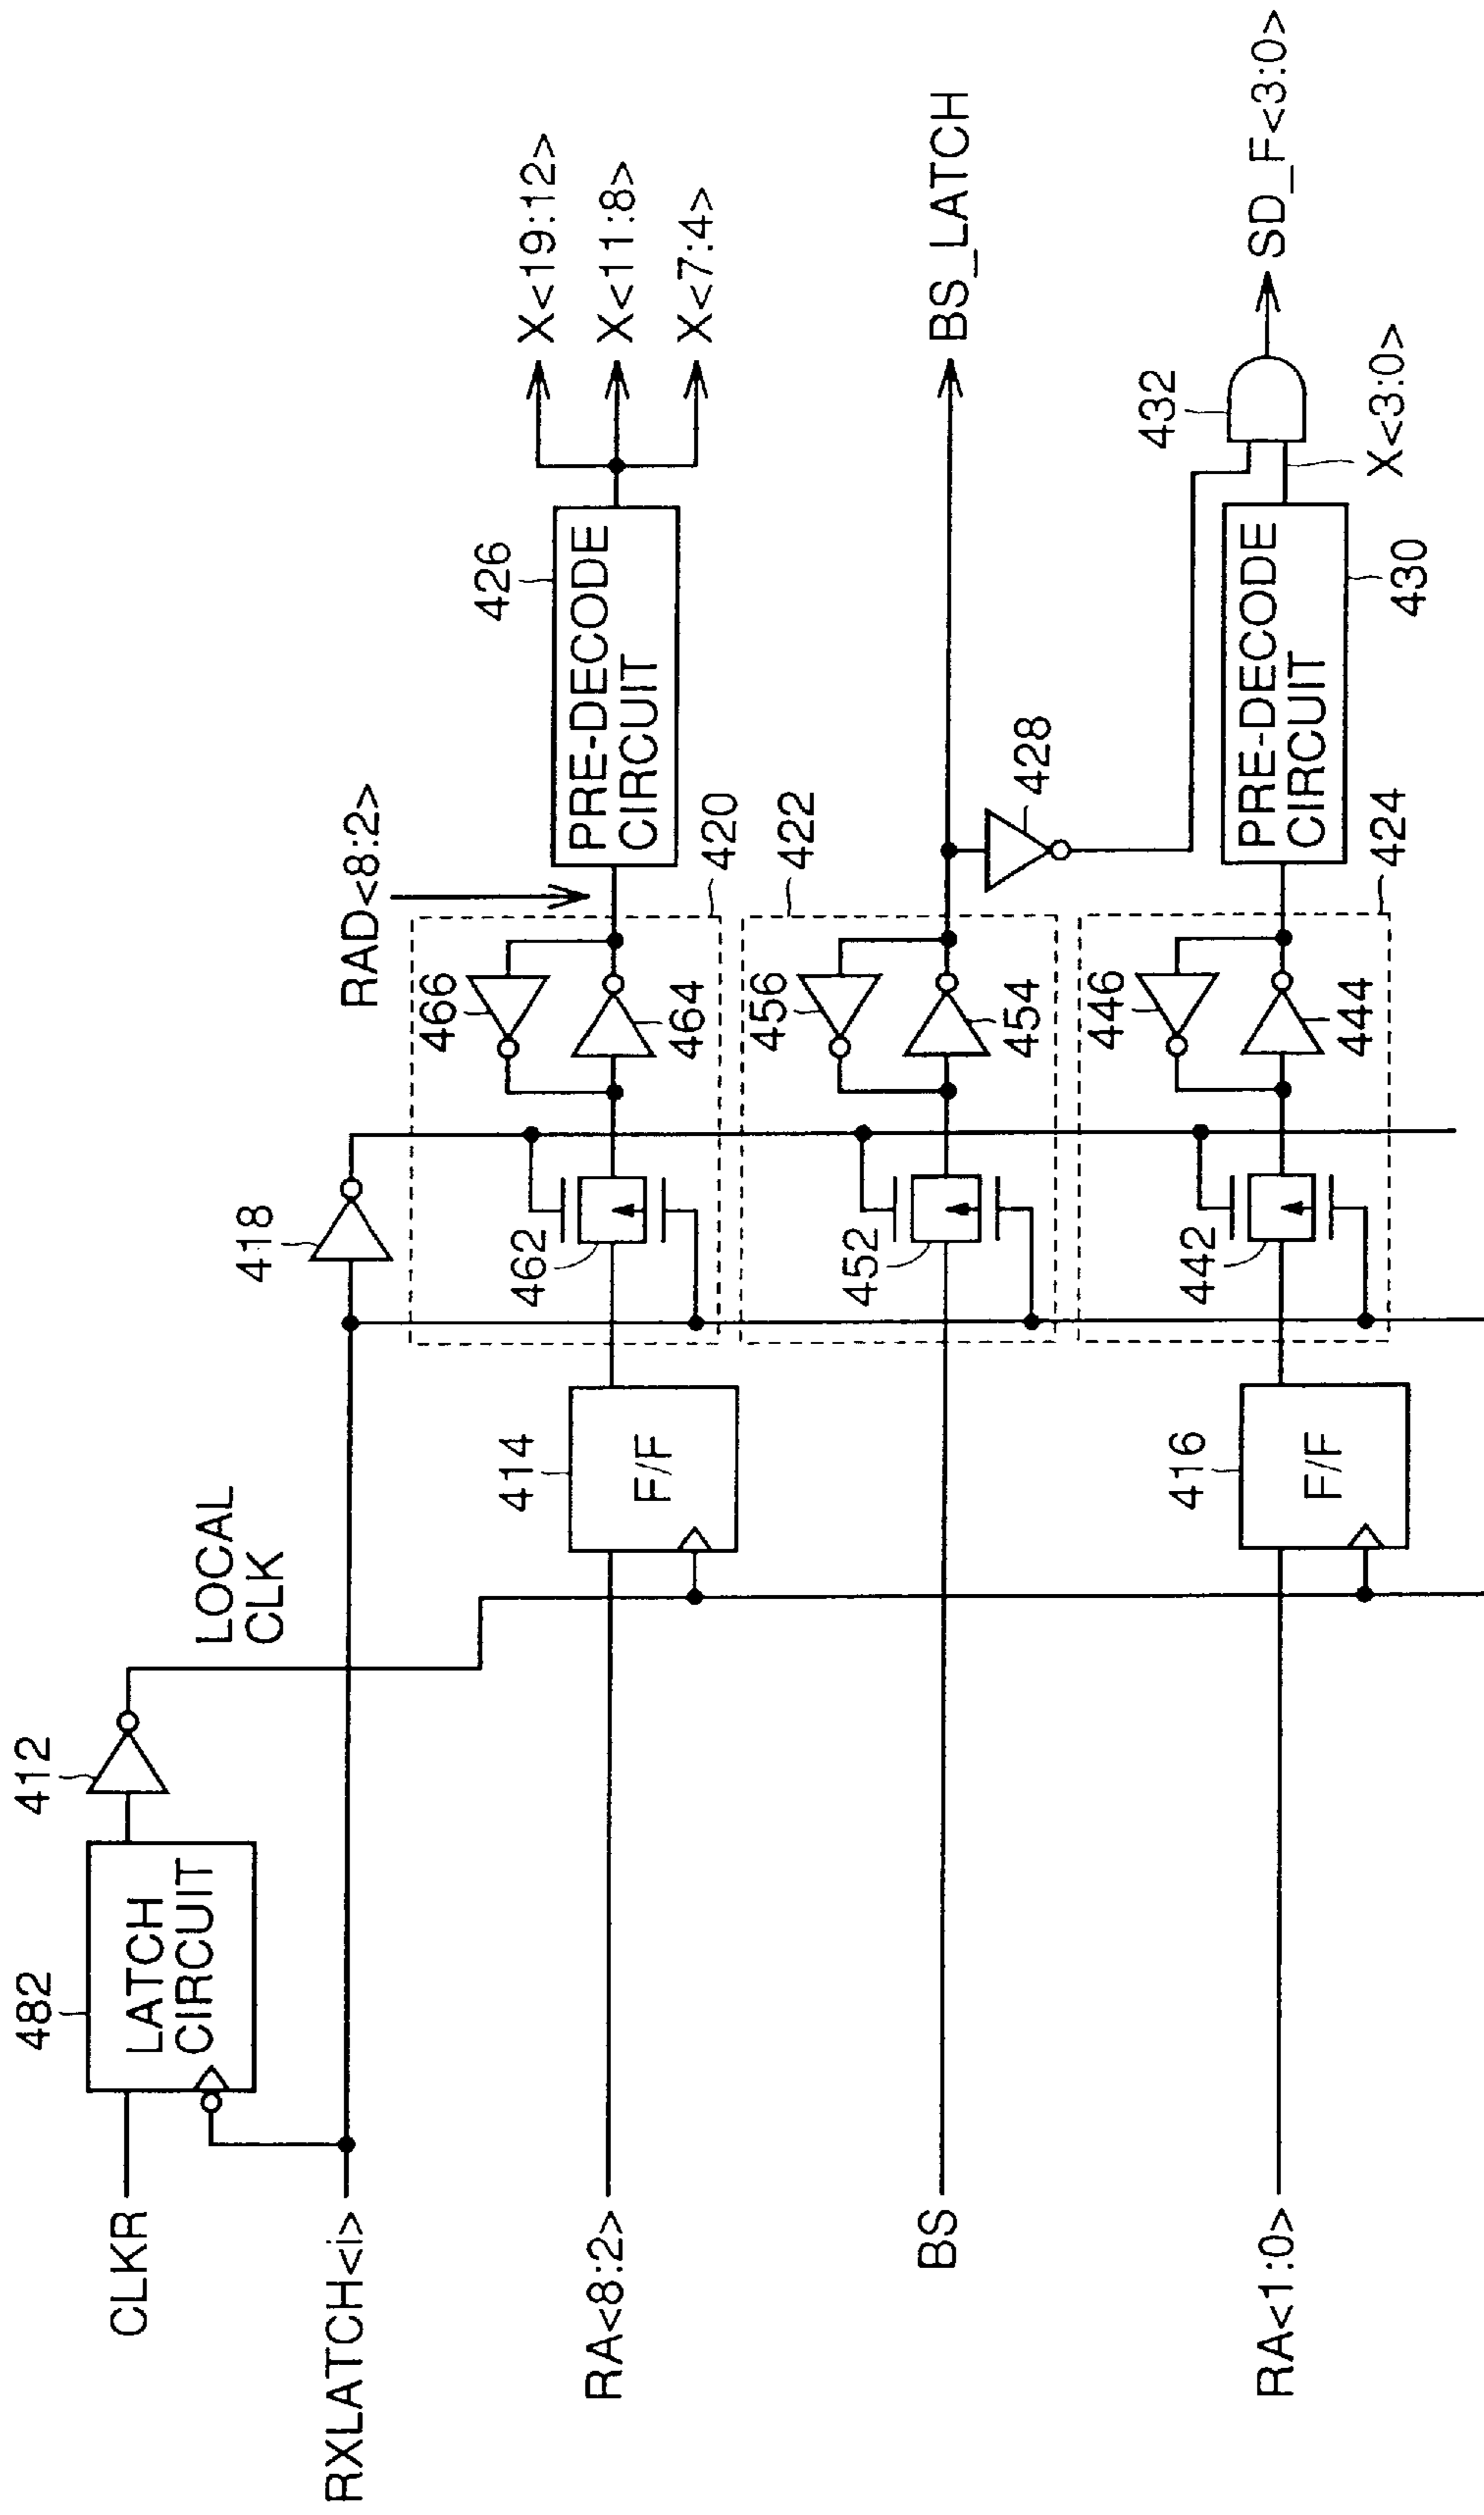 CLKR
482
LATCH
CIRCUIT
412
LOCAL
CLK
RXLATCH<i>
418
RAD<8:2>
RA<8:2>
414
F/F
462
466
464
420
426
PRE-DECODE
CIRCUIT
X<19:12>
X<11:8>
X<7:4>
BS
452
456
454
422
428
BS_LATCH
RA<1:0>
416
F/F
442
446
444
424
430
PRE-DECODE
CIRCUIT
432
X<3:0>
SD_F<3:0>